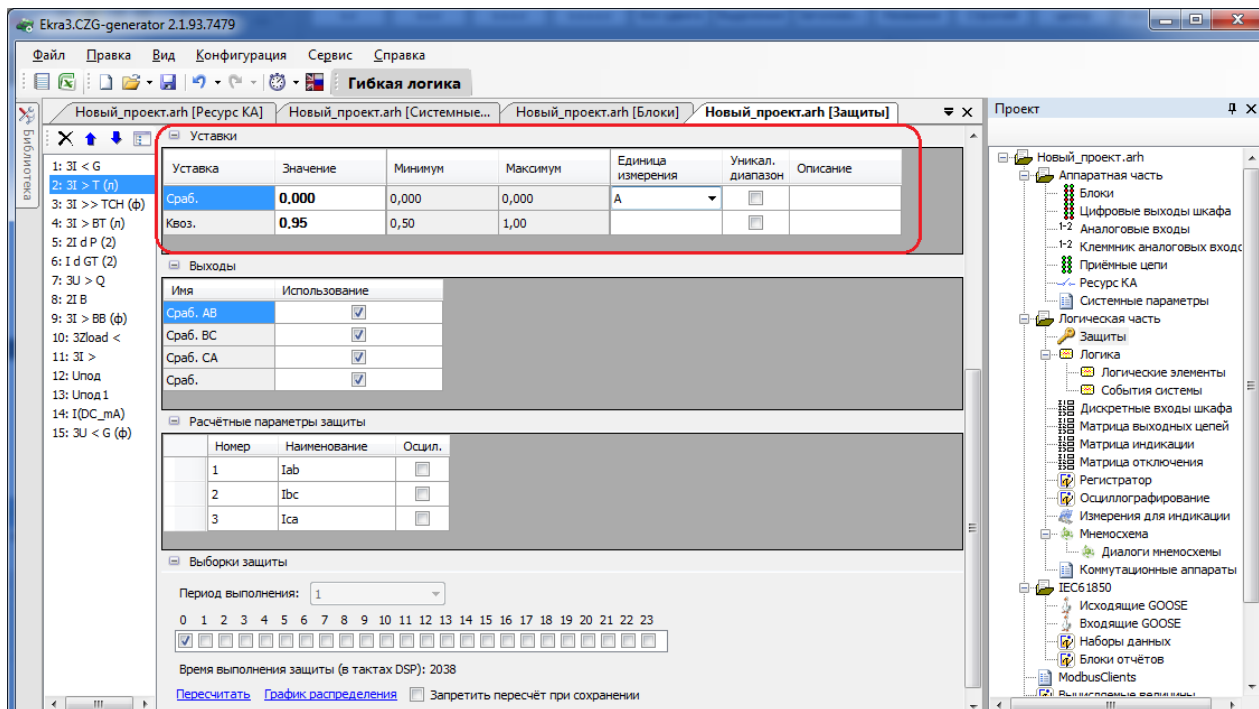 Ekra3.CZG-generator 2.1.93.7479
Файл Правка Вид Конфигурация Сервис Справка
Гибкая логика
Библиотека
Новый_проект.arh [Ресурс КА] Новый_проект.arh [Системные... Новый_проект.arh [Блоки] Новый_проект.arh [Защиты]
1: 3I < G
2: 3I > T (л)
3: 3I >> ТСН (ф)
4: 3I > ВТ (л)
5: 2I d P (2)
6: I d GT (2)
7: 3U > Q
8: 2I B
9: 3I > BB (ф)
10: 3Zload <
11: 3I >
12: Uпод
13: Uпод1
14: I(DC_mA)
15: 3U < G (ф)
Уставки
Уставка Значение Минимум Максимум Единица измерения Уникал. диапазон Описание
Сраб. 0,000 0,000 0,000 А
Квоз. 0,95 0,50 1,00
Выходы
Имя Использование
Сраб. AB
Сраб. BC
Сраб. CA
Сраб.
Расчётные параметры защиты
Номер Наименование Осцил.
1 Iab
2 Ibc
3 Ica
Выборки защиты
Период выполнения: 1
0 1 2 3 4 5 6 7 8 9 10 11 12 13 14 15 16 17 18 19 20 21 22 23
Время выполнения защиты (в тактах DSP): 2038
Пересчитать График распределения Запретить пересчёт при сохранении
Проект
Новый_проект.arh
Аппаратная часть
Блоки
Цифровые выходы шкафа
Аналоговые входы
Клеммник аналоговых входо
Приёмные цепи
Ресурс КА
Системные параметры
Логическая часть
Защиты
Логика
Логические элементы
События системы
Дискретные входы шкафа
Матрица выходных цепей
Матрица индикации
Матрица отключения
Регистратор
Осциллографирование
Измерения для индикации
Мнемосхема
Диалоги мнемосхемы
Коммутационные аппараты
IEC61850
Исходящие GOOSE
Входящие GOOSE
Наборы данных
Блоки отчётов
ModbusClients
Вычисляемые величины